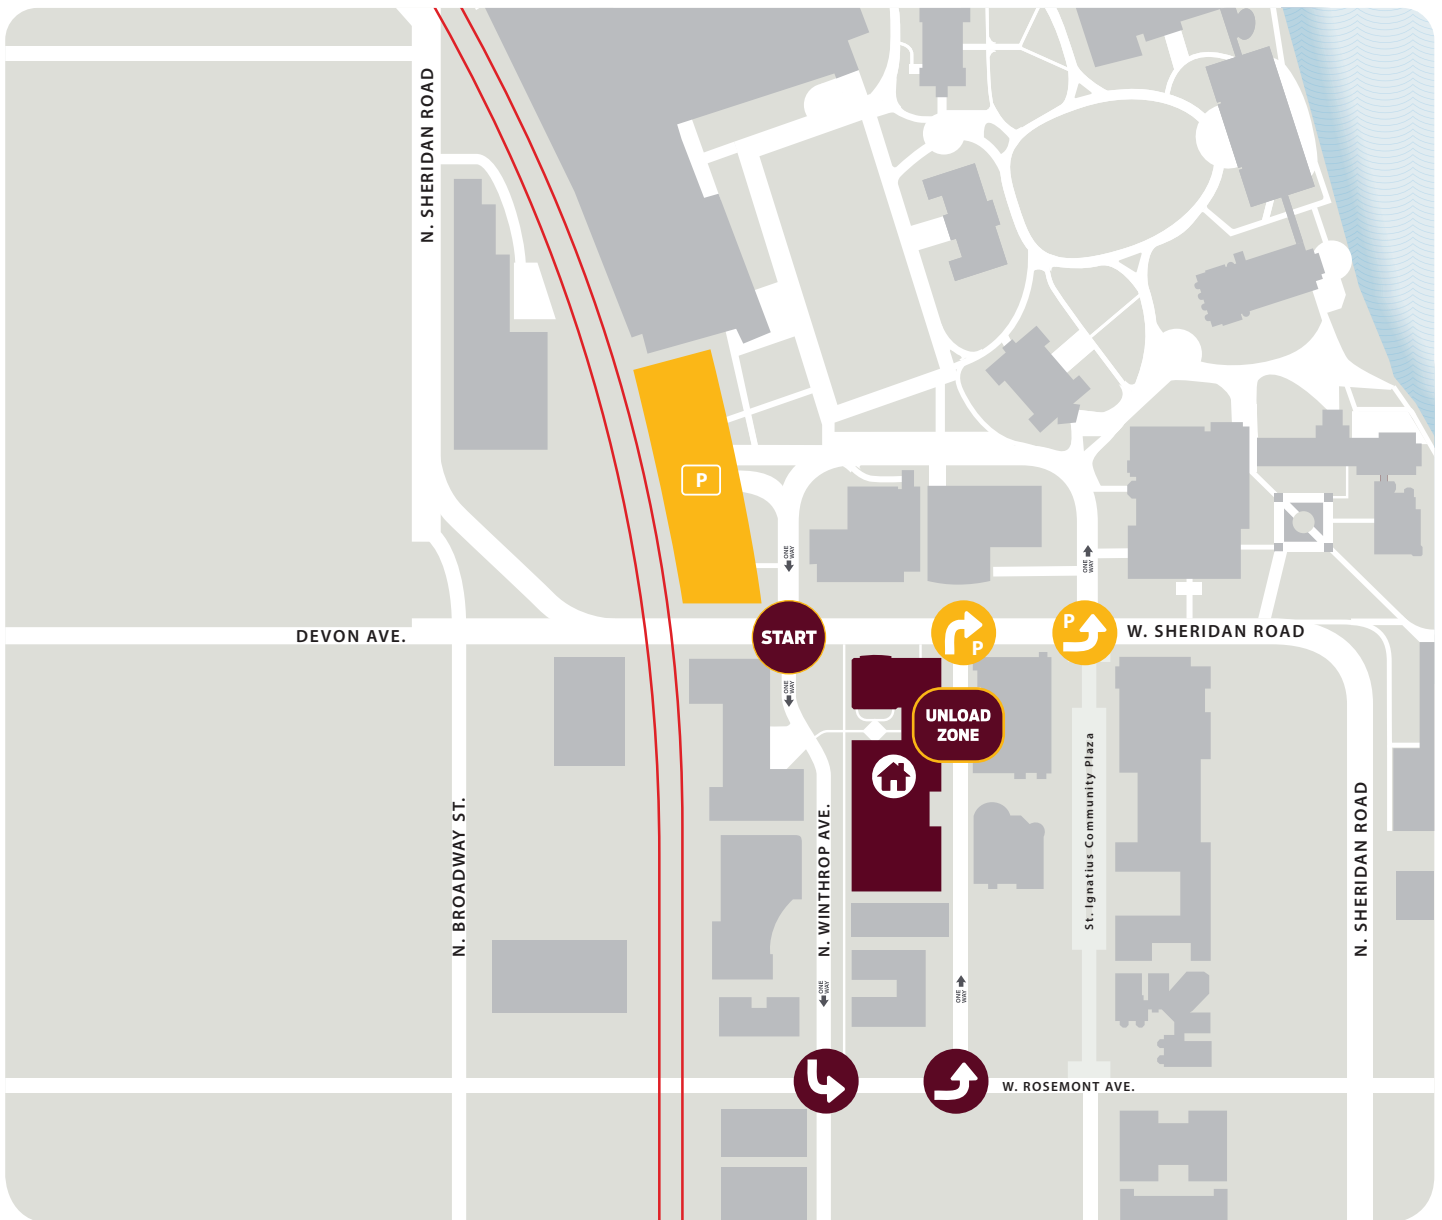 N. SHERIDAN ROAD
P
ONE
WAY
ONE
WAY
DEVON AVE.
START
P
P
W. SHERIDAN ROAD
ONE
WAY
UNLOAD
ZONE
N. BROADWAY ST.
N. WINTHROP AVE.
St. Ignatius Community Plaza
N. SHERIDAN ROAD
ONE
WAY
ONE
WAY
W. ROSEMONT AVE.